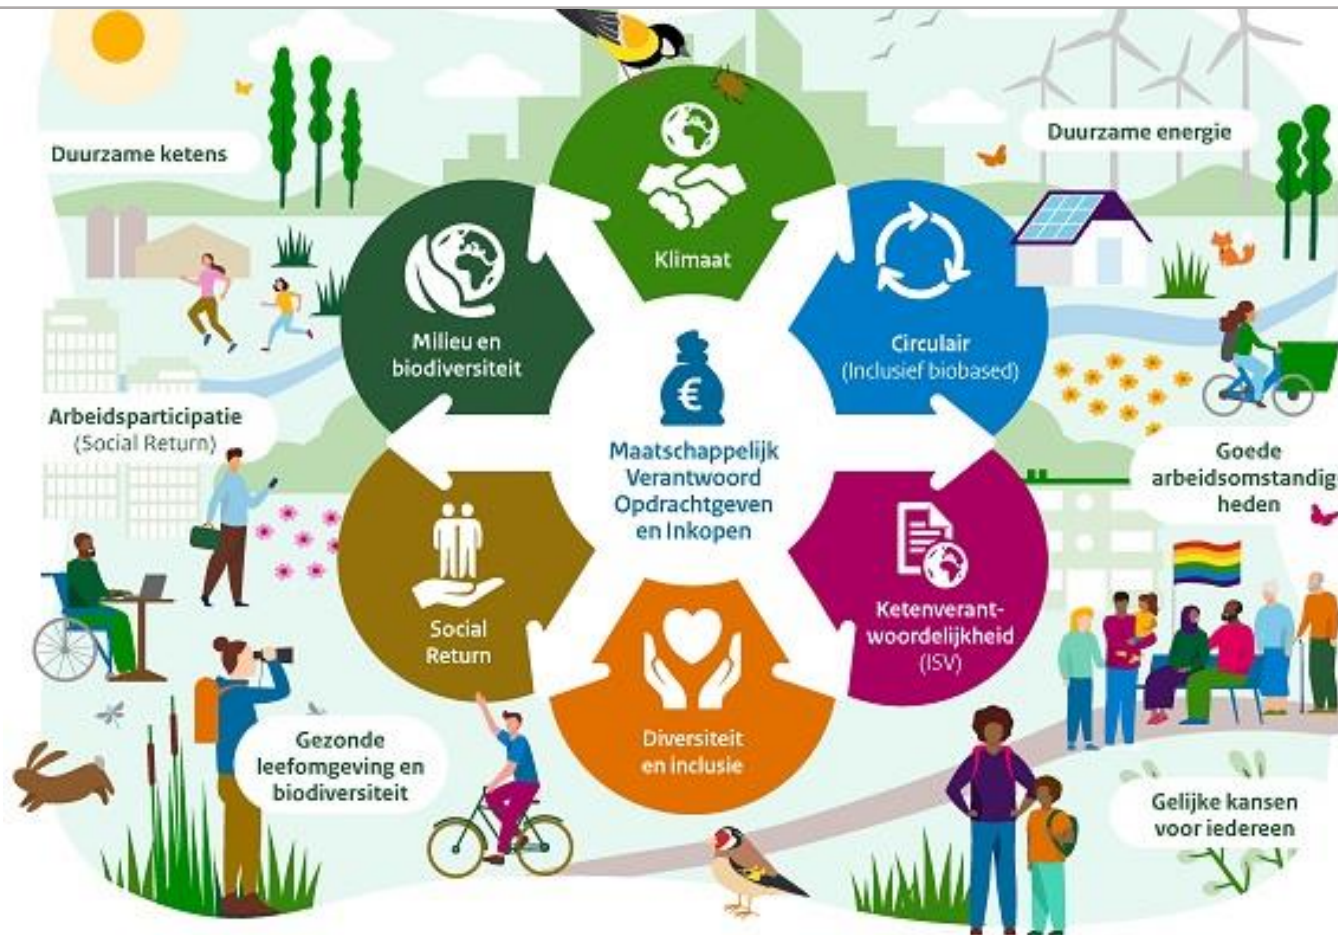 Duurzame ketens
Duurzame energie
Klimaat
Milieu en
biodiversiteit
Circulair
(Inclusief biobased)
€
Maatschappelijk
Verantwoord
Opdrachtgeven
en Inkopen
Arbeidsparticipatie
(Social Return)
Goede
arbeidsomstandig
heden
Social
Return
Ketenverant-
woordelijkheid
(ISV)
Diversiteit
en inclusie
Gezonde
leefomgeving en
biodiversiteit
Gelijke kansen
voor iedereen